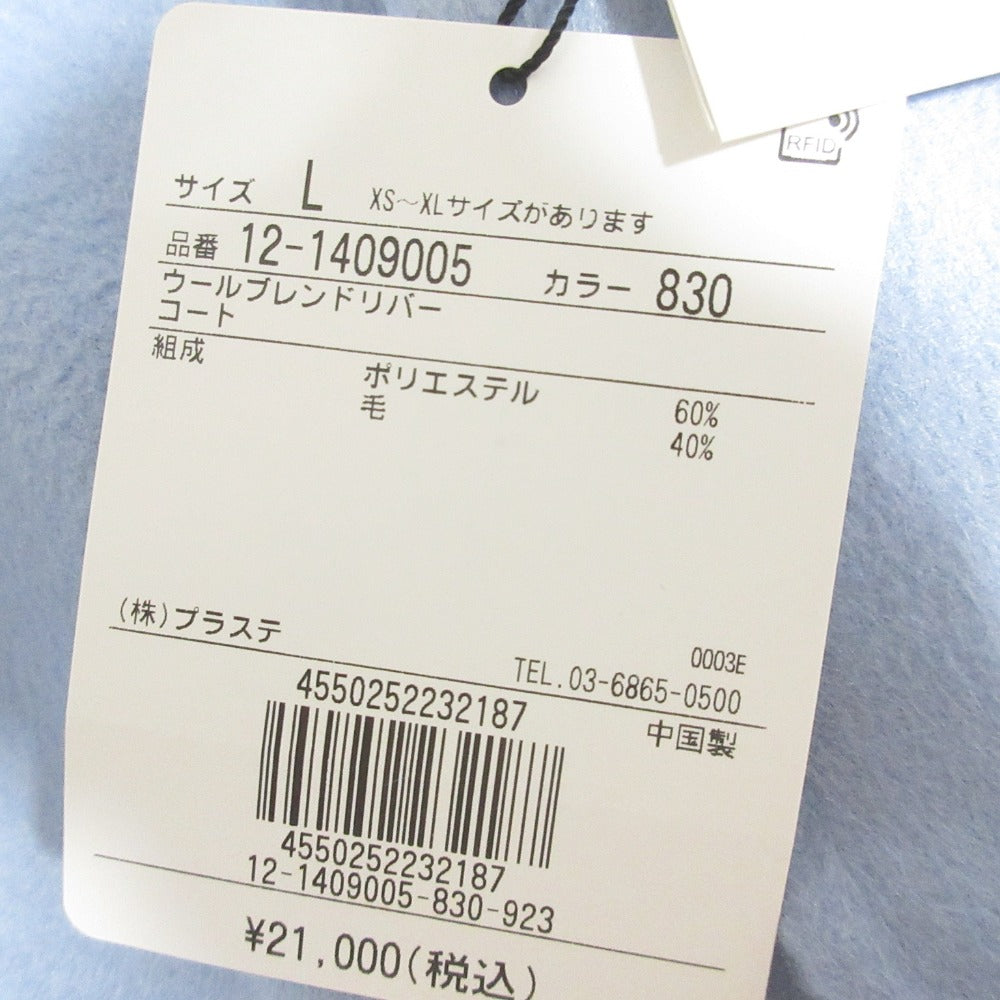 RFID
サイズ L XS～XLサイズがあります
品番 12-1409005 カラー 830
ウールブレンドリバー
コート
組成
ポリエステル 60%
毛 40%
(株)プラステ
0003E
TEL.03-6865-0500
4550252232187
中国製
4550252232187
12-1409005-830-923
¥21,000(税込)